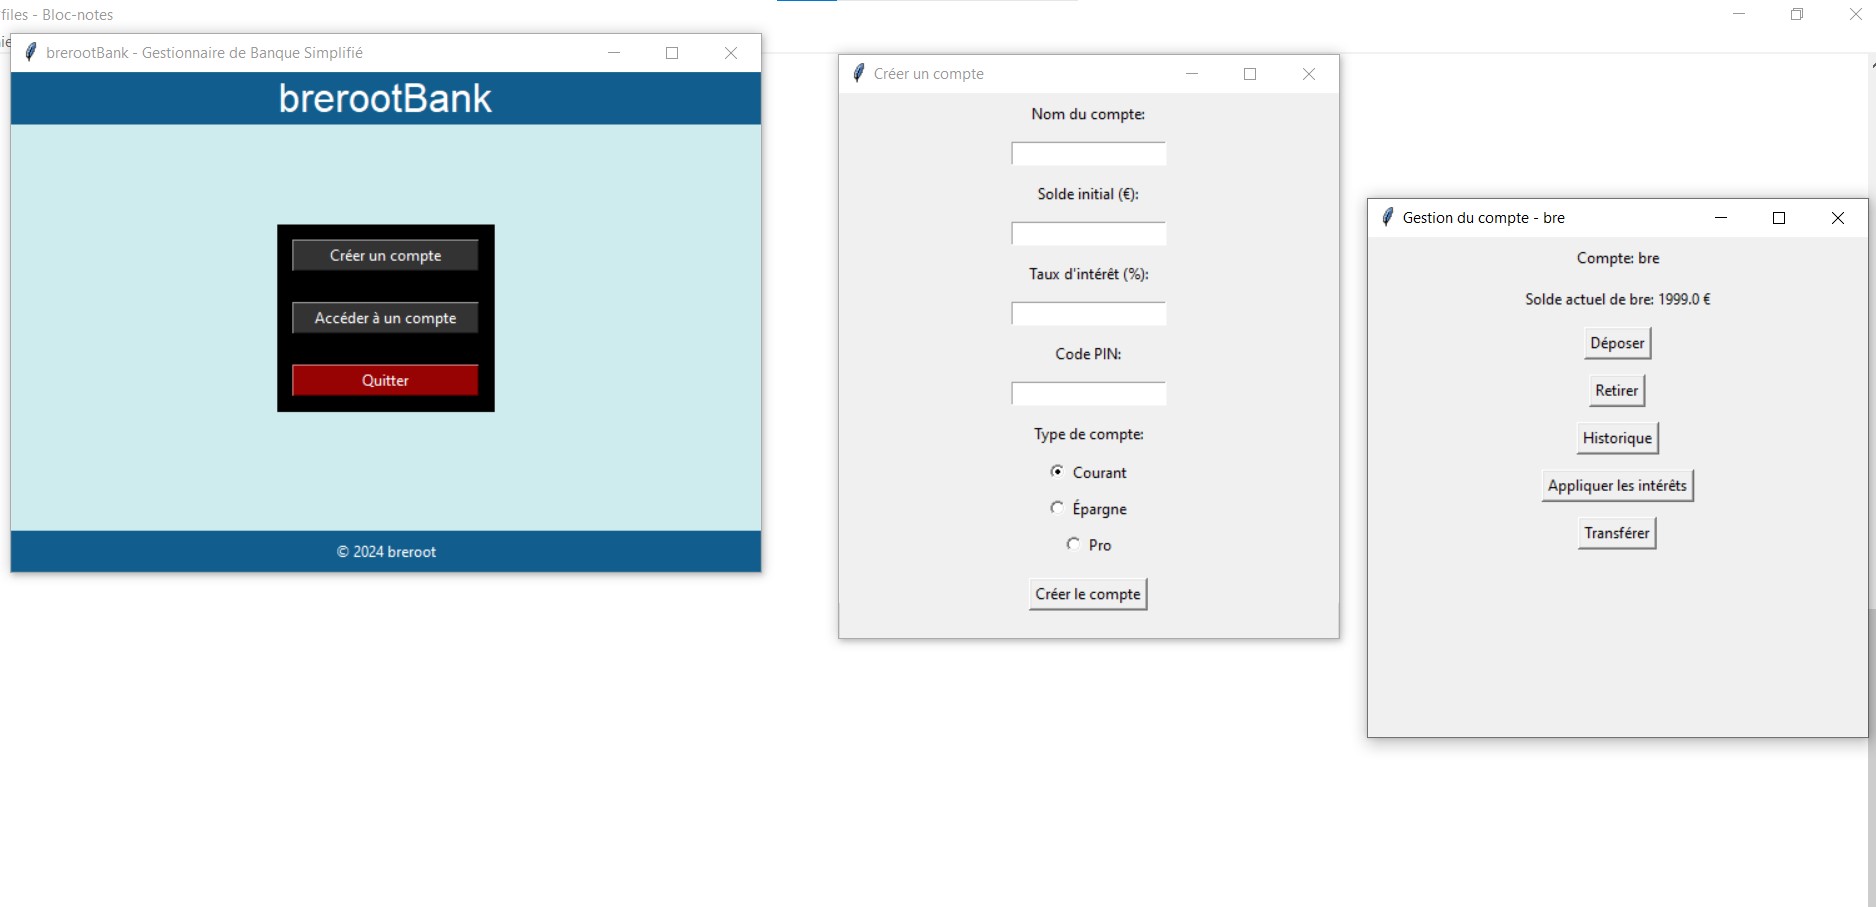 files - Bloc-notes
brerootBank - Gestionnaire de Banque Simplifié
brerootBank
Créer un compte
Accéder à un compte
Quitter
© 2024 breroot
Créer un compte
Nom du compte:
Solde initial (€):
Taux d'intérêt (%):
Code PIN:
Type de compte:
Courant
Épargne
Pro
Créer le compte
Gestion du compte - bre
Compte: bre
Solde actuel de bre: 1999.0 €
Déposer
Retirer
Historique
Appliquer les intérêts
Transférer